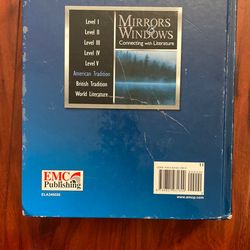 Level I
Level II
Level III
Level IV
Level V
American Tradition
British Tradition
World Literature
MIRRORS
& WINDOWS
Connecting with Literature
EMC
Publishing
ELA345035
www.emcp.com